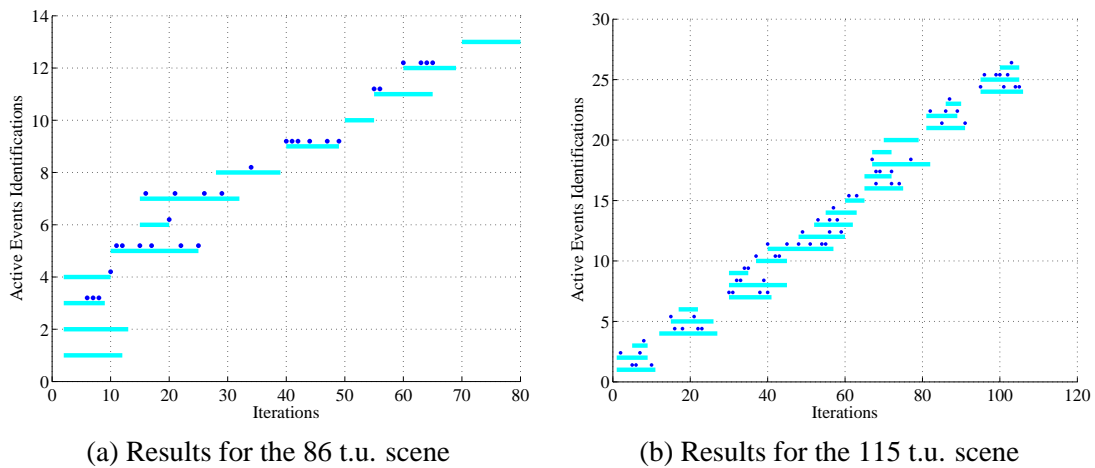 14
12
10
8
6
4
2
0
Active Events Identifications
0 10 20 30 40 50 60 70 80
Iterations
(a) Results for the 86 t.u. scene
30
25
20
15
10
5
0
Active Events Identifications
0 20 40 60 80 100 120
Iterations
(b) Results for the 115 t.u. scene